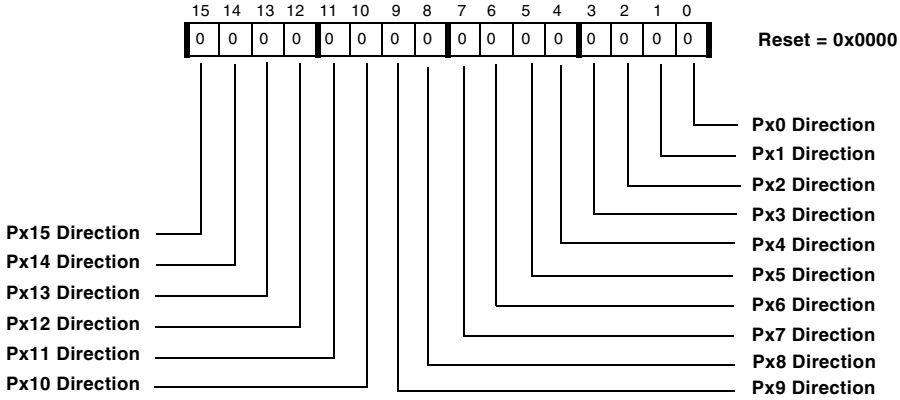 15 14 13 12 11 10 9 8 7 6 5 4 3 2 1 0
0 0 0 0 0 0 0 0 0 0 0 0 0 0 0 0
Reset = 0x0000
Px0 Direction
Px1 Direction
Px2 Direction
Px3 Direction
Px4 Direction
Px5 Direction
Px6 Direction
Px7 Direction
Px8 Direction
Px9 Direction
Px15 Direction
Px14 Direction
Px13 Direction
Px12 Direction
Px11 Direction
Px10 Direction